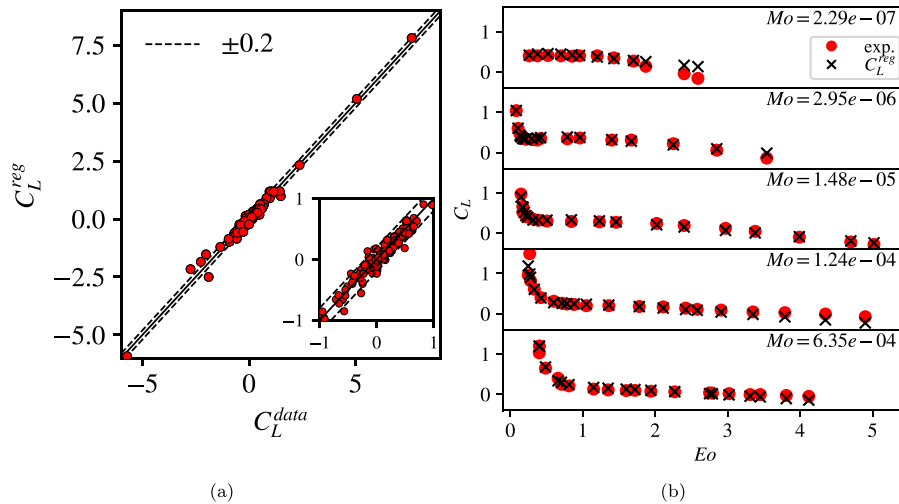 7.5
5.0
2.5
0.0
−2.5
−5.0
C_L^{reg}
±0.2
1
0
−1
−1
0
1
−5
0
5
C_L^{data}
(a)
Mo = 2.29e − 07
exp.
C_L^{reg}
1
0
Mo = 2.95e − 06
1
0
Mo = 1.48e − 05
1
0
C_L
Mo = 1.24e − 04
1
0
Mo = 6.35e − 04
1
0
0
1
2
3
4
5
Eo
(b)